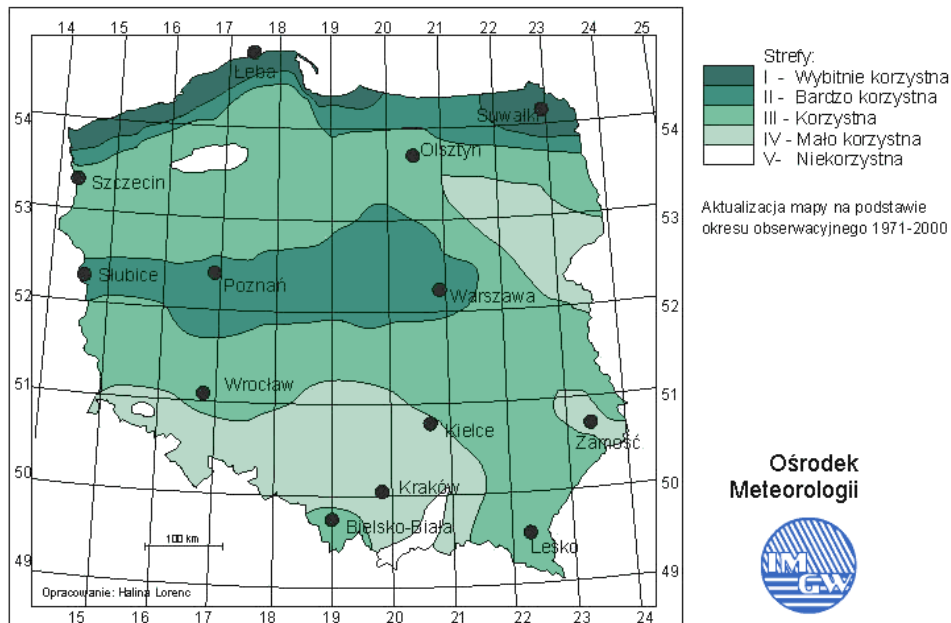 14 15 16 17 18 19 20 21 22 23 24 25
Łeba
Suwałki
54 54
Olsztyn
Szczecin
53 53
Słubice
Poznań
Warszawa
52 52
Wrocław
51 51
Kielce
Zamość
50 50
Kraków
Bielsko-Biała
Lesko
100 km
49 49
Opracowanie: Halina Lorenc
15 16 17 18 19 20 21 22 23 24
Strefy:
I - Wybitnie korzystna
II - Bardzo korzystna
III - Korzystna
IV - Mało korzystna
V- Niekorzystna
Aktualizacja mapy na podstawie
okresu obserwacyjnego 1971-2000
Ośrodek
Meteorologii
IM
GW